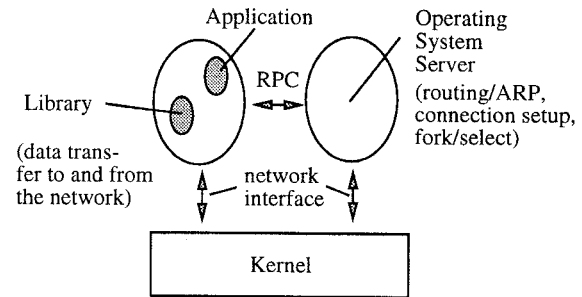 Application
Operating
System
Server
(routing/ARP,
connection setup,
fork/select)
RPC
Library
(data trans-
fer to and from
the network)
network
interface
Kernel